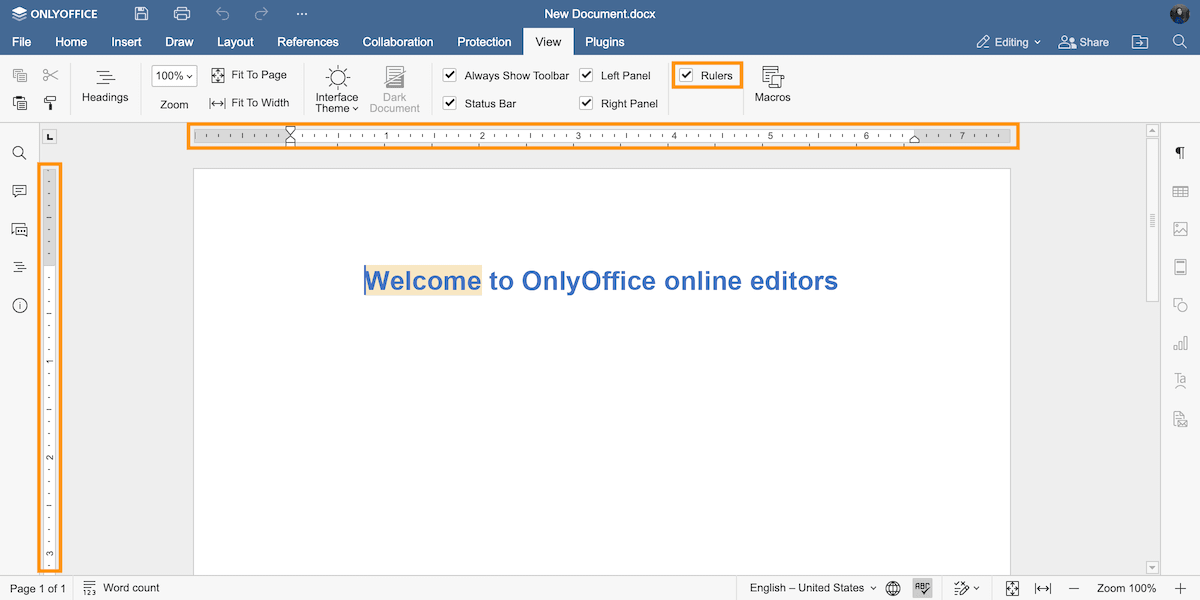 ONLYOFFICE ··· New Document.docx
File Home Insert Draw Layout References Collaboration Protection View Plugins Editing Share
Headings
100%
Zoom
Fit To Page
Fit To Width
Interface
Theme
Dark
Document
Always Show Toolbar
Status Bar
Left Panel
Right Panel
Rulers
Macros
1 2 3 4 5 6 7
1
2
3
Welcome to OnlyOffice online editors
Page 1 of 1 123 Word count English – United States ABC Zoom 100%
Ta